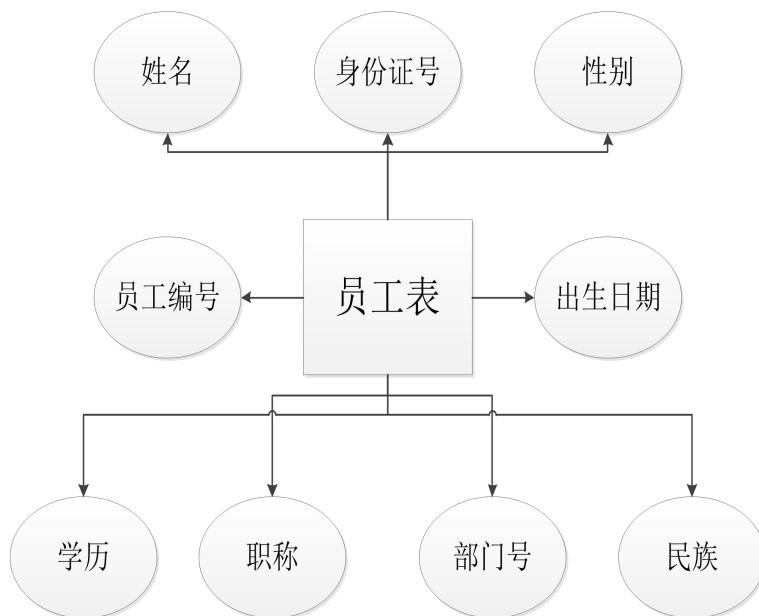 姓名
身份证号
性别
员工编号
员工表
出生日期
学历
职称
部门号
民族